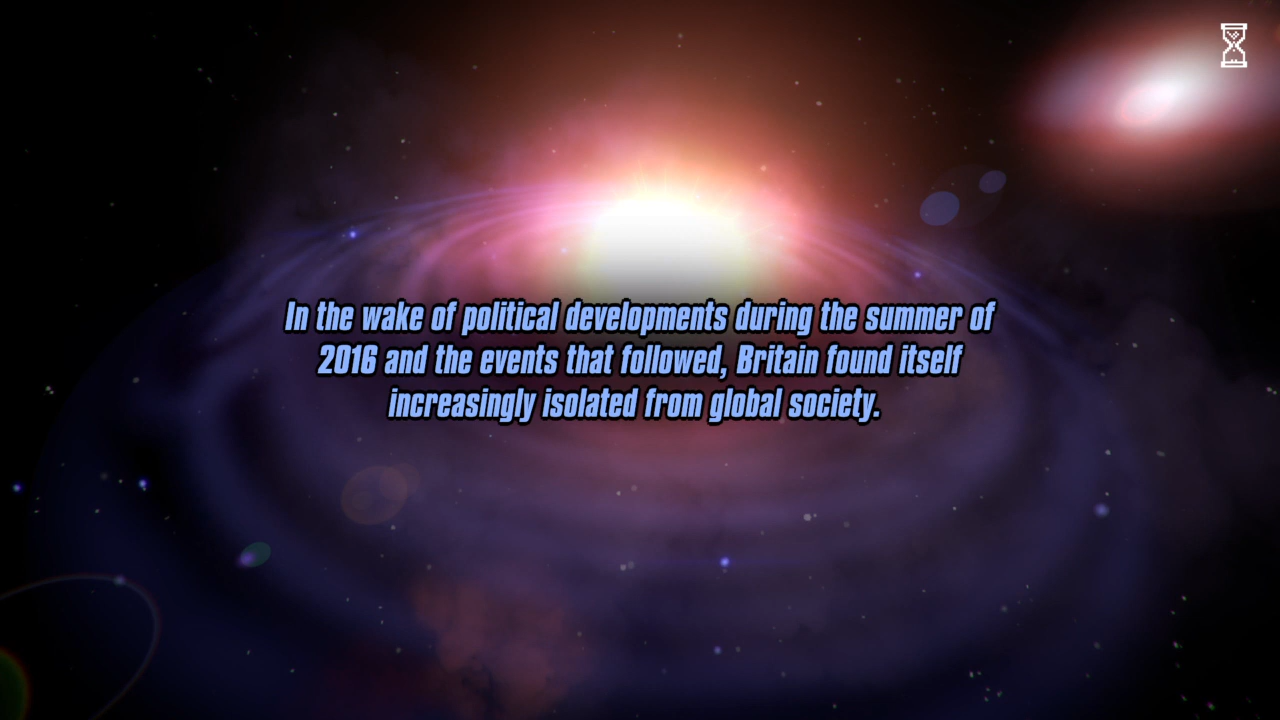 In the wake of political developments during the summer of
2016 and the events that followed, Britain found itself
increasingly isolated from global society.